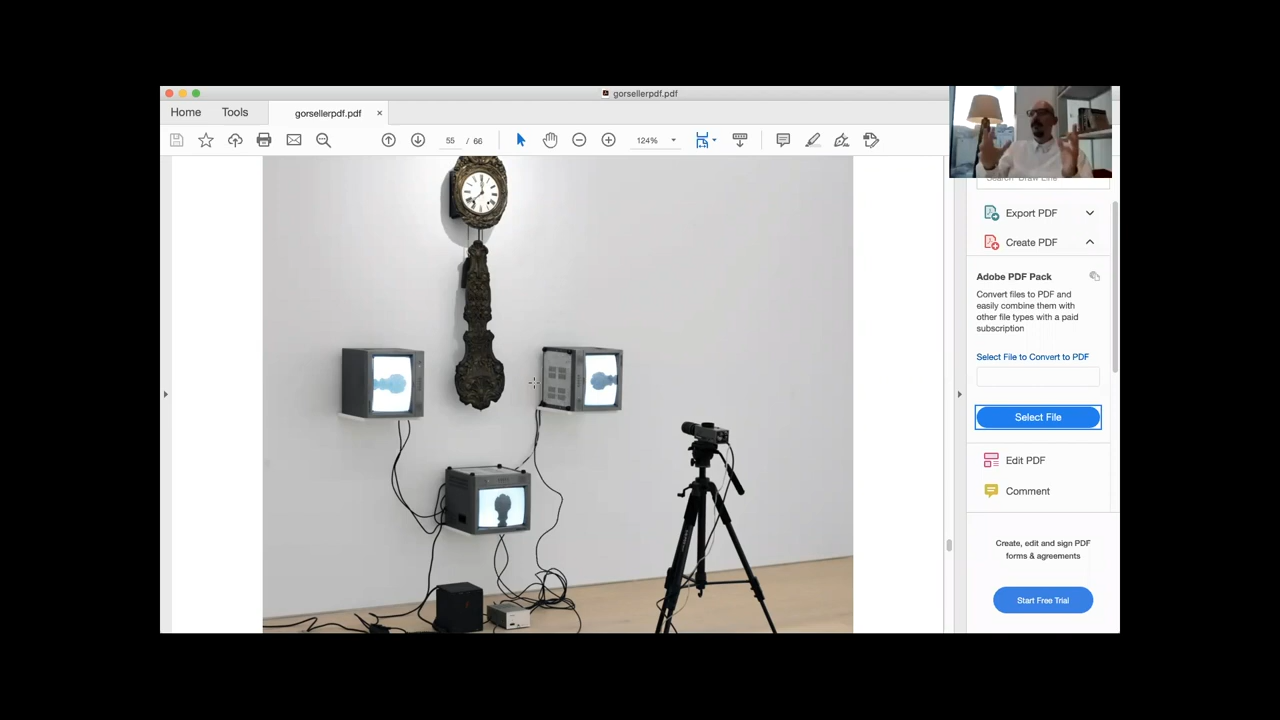 gorsellerpdf.pdf
Home
Tools
gorsellerpdf.pdf
55 / 66
124%
Export PDF
Create PDF
Adobe PDF Pack
Convert files to PDF and
easily combine them with
other file types with a paid
subscription
Select File to Convert to PDF
Select File
Edit PDF
Comment
Create, edit and sign PDF
forms & agreements
Start Free Trial